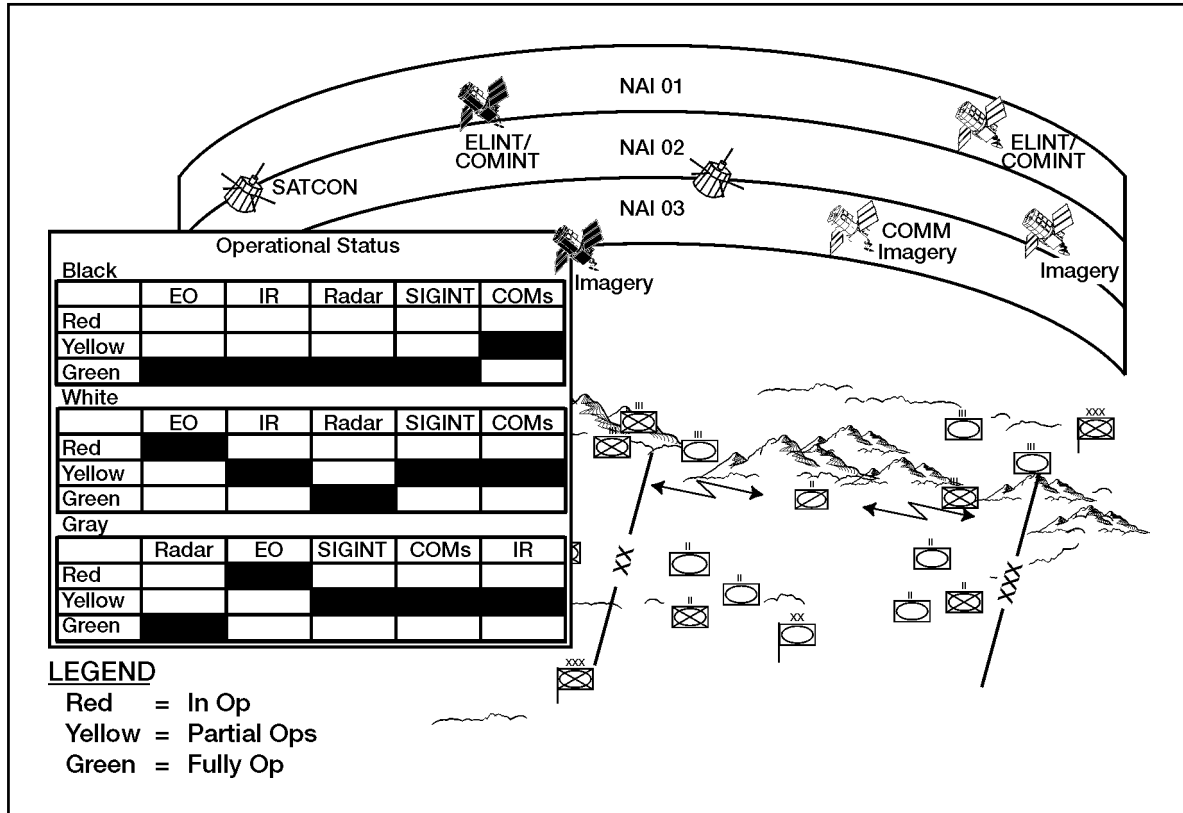 NAI 01
ELINT/
COMINT
ELINT/
COMINT
NAI 02
SATCON
NAI 03
COMM
Imagery
Imagery
Imagery
Operational Status
Black
EO IR Radar SIGINT COMs
Red
Yellow
Green
White
EO IR Radar SIGINT COMs
Red
Yellow
Green
Gray
Radar EO SIGINT COMs IR
Red
Yellow
Green
III
III
III
III
XXX
III
II
III
XX
II
II
II
II
II
II
XX
XXX
XXX
LEGEND
Red = In Op
Yellow = Partial Ops
Green = Fully Op